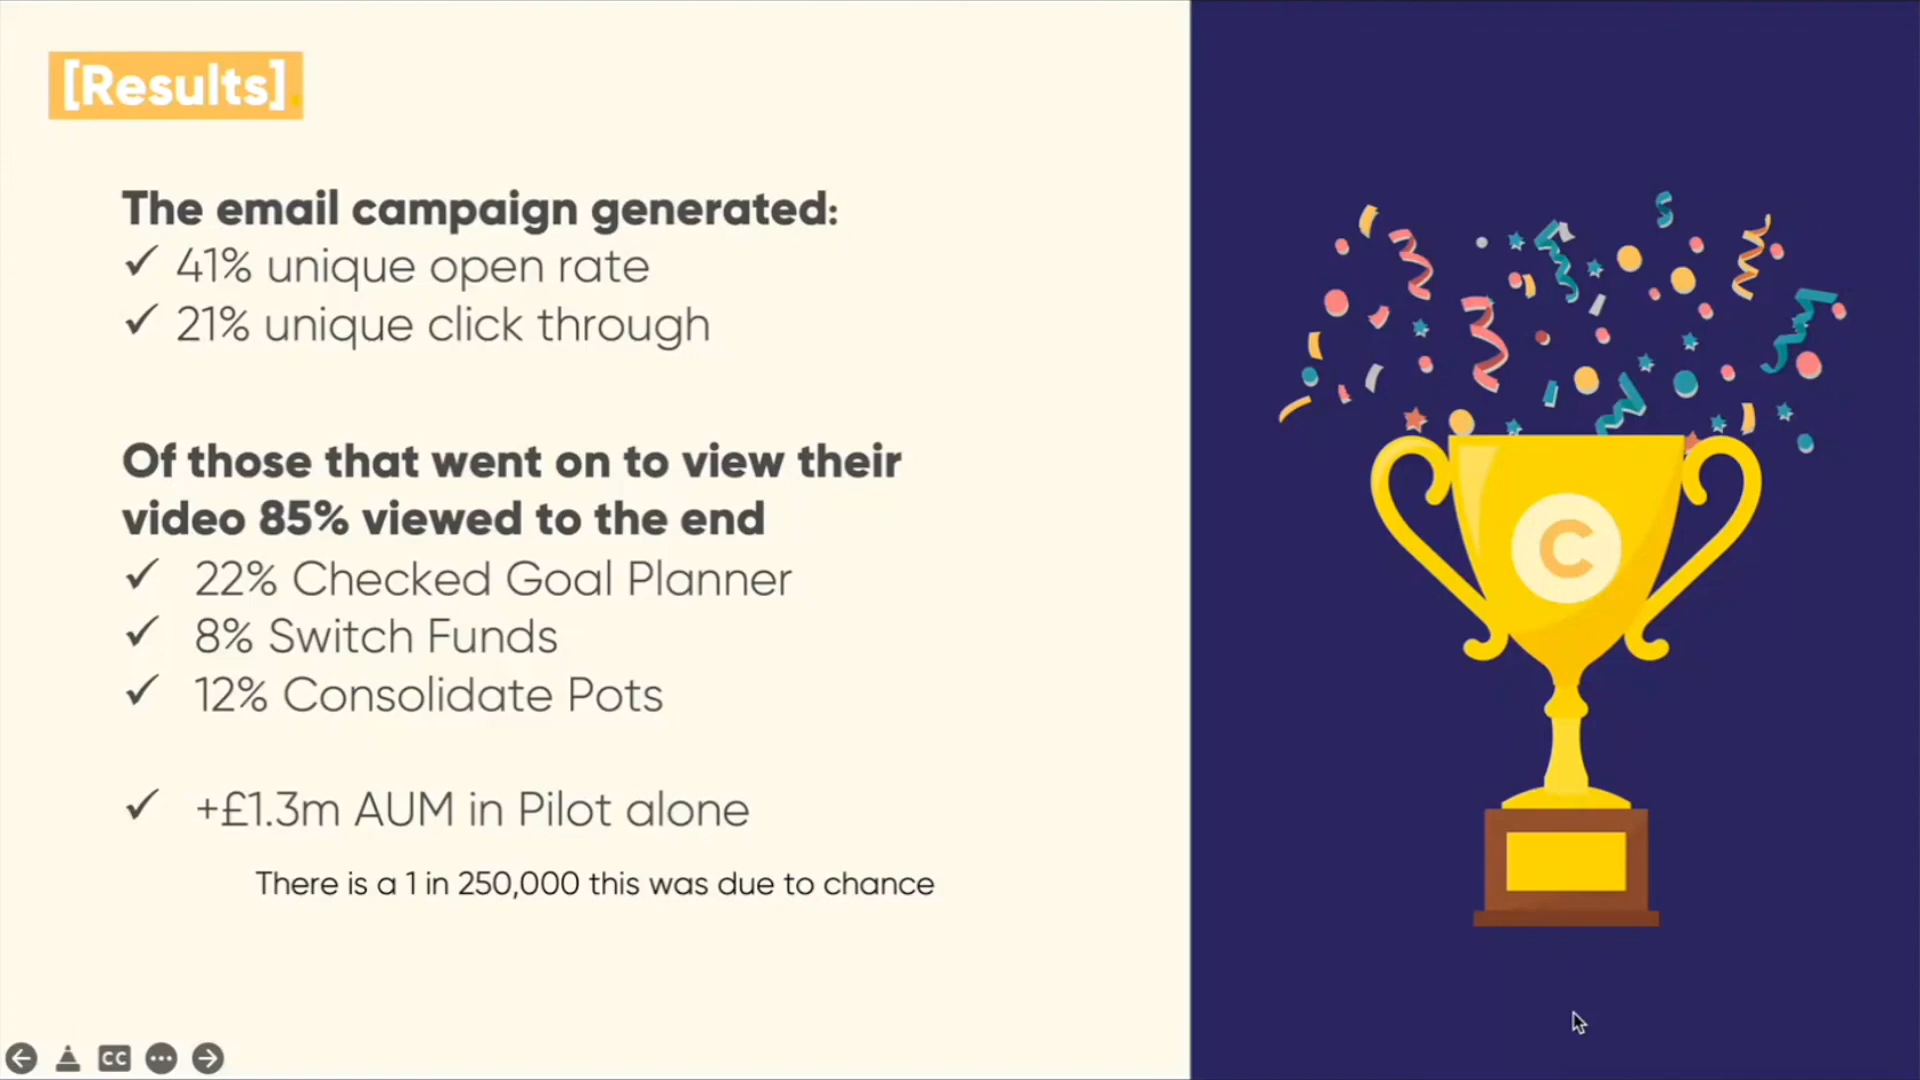 [Results].
The email campaign generated:
✓ 41% unique open rate
✓ 21% unique click through
Of those that went on to view their
video 85% viewed to the end
✓ 22% Checked Goal Planner
✓ 8% Switch Funds
✓ 12% Consolidate Pots
✓ +£1.3m AUM in Pilot alone
There is a 1 in 250,000 this was due to chance
C
CC